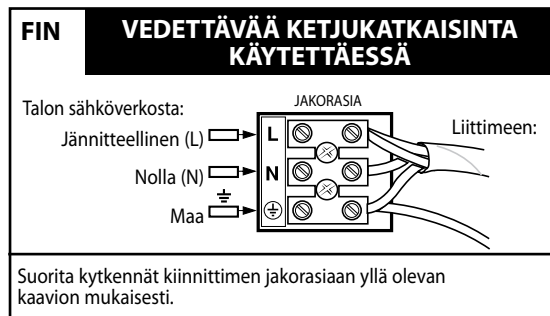 FIN
VEDETTÄVÄÄ KETJUKATKAISINTA
KÄYTETTÄESSÄ
Talon sähköverkosta:
JAKORASIA
Jännitteellinen (L)
L
Liittimeen:
Nolla (N)
N
Maa
Suorita kytkennät kiinnittimen jakorasiaan yllä olevan
kaavion mukaisesti.